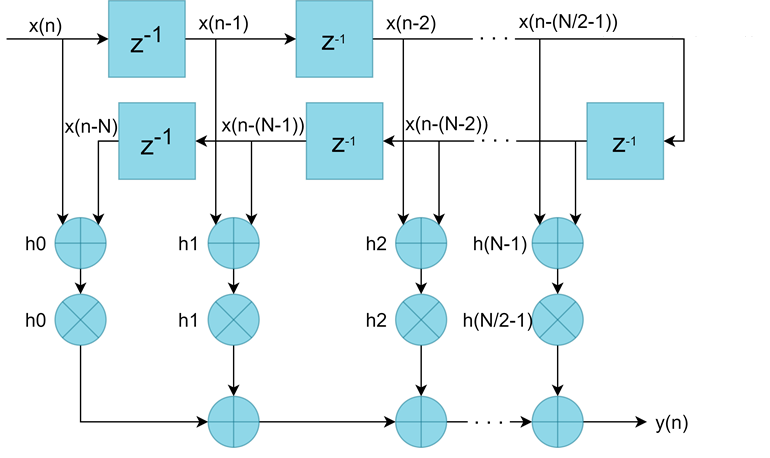 x(n) z-1 x(n-1) z-1 x(n-2) . . . x(n-(N/2-1))
x(n-N) z-1 x(n-(N-1)) z-1 x(n-(N-2)) . . . z-1
h0 h1 h2 h(N-1)
h0 h1 h2 h(N/2-1)
. . . y(n)